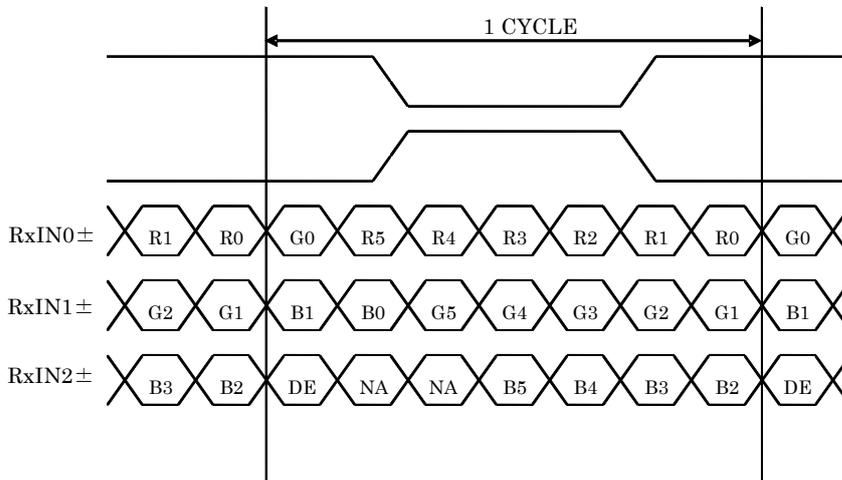 1 CYCLE
RxIN0± R1 R0 G0 R5 R4 R3 R2 R1 R0 G0
RxIN1± G2 G1 B1 B0 G5 G4 G3 G2 G1 B1
RxIN2± B3 B2 DE NA NA B5 B4 B3 B2 DE